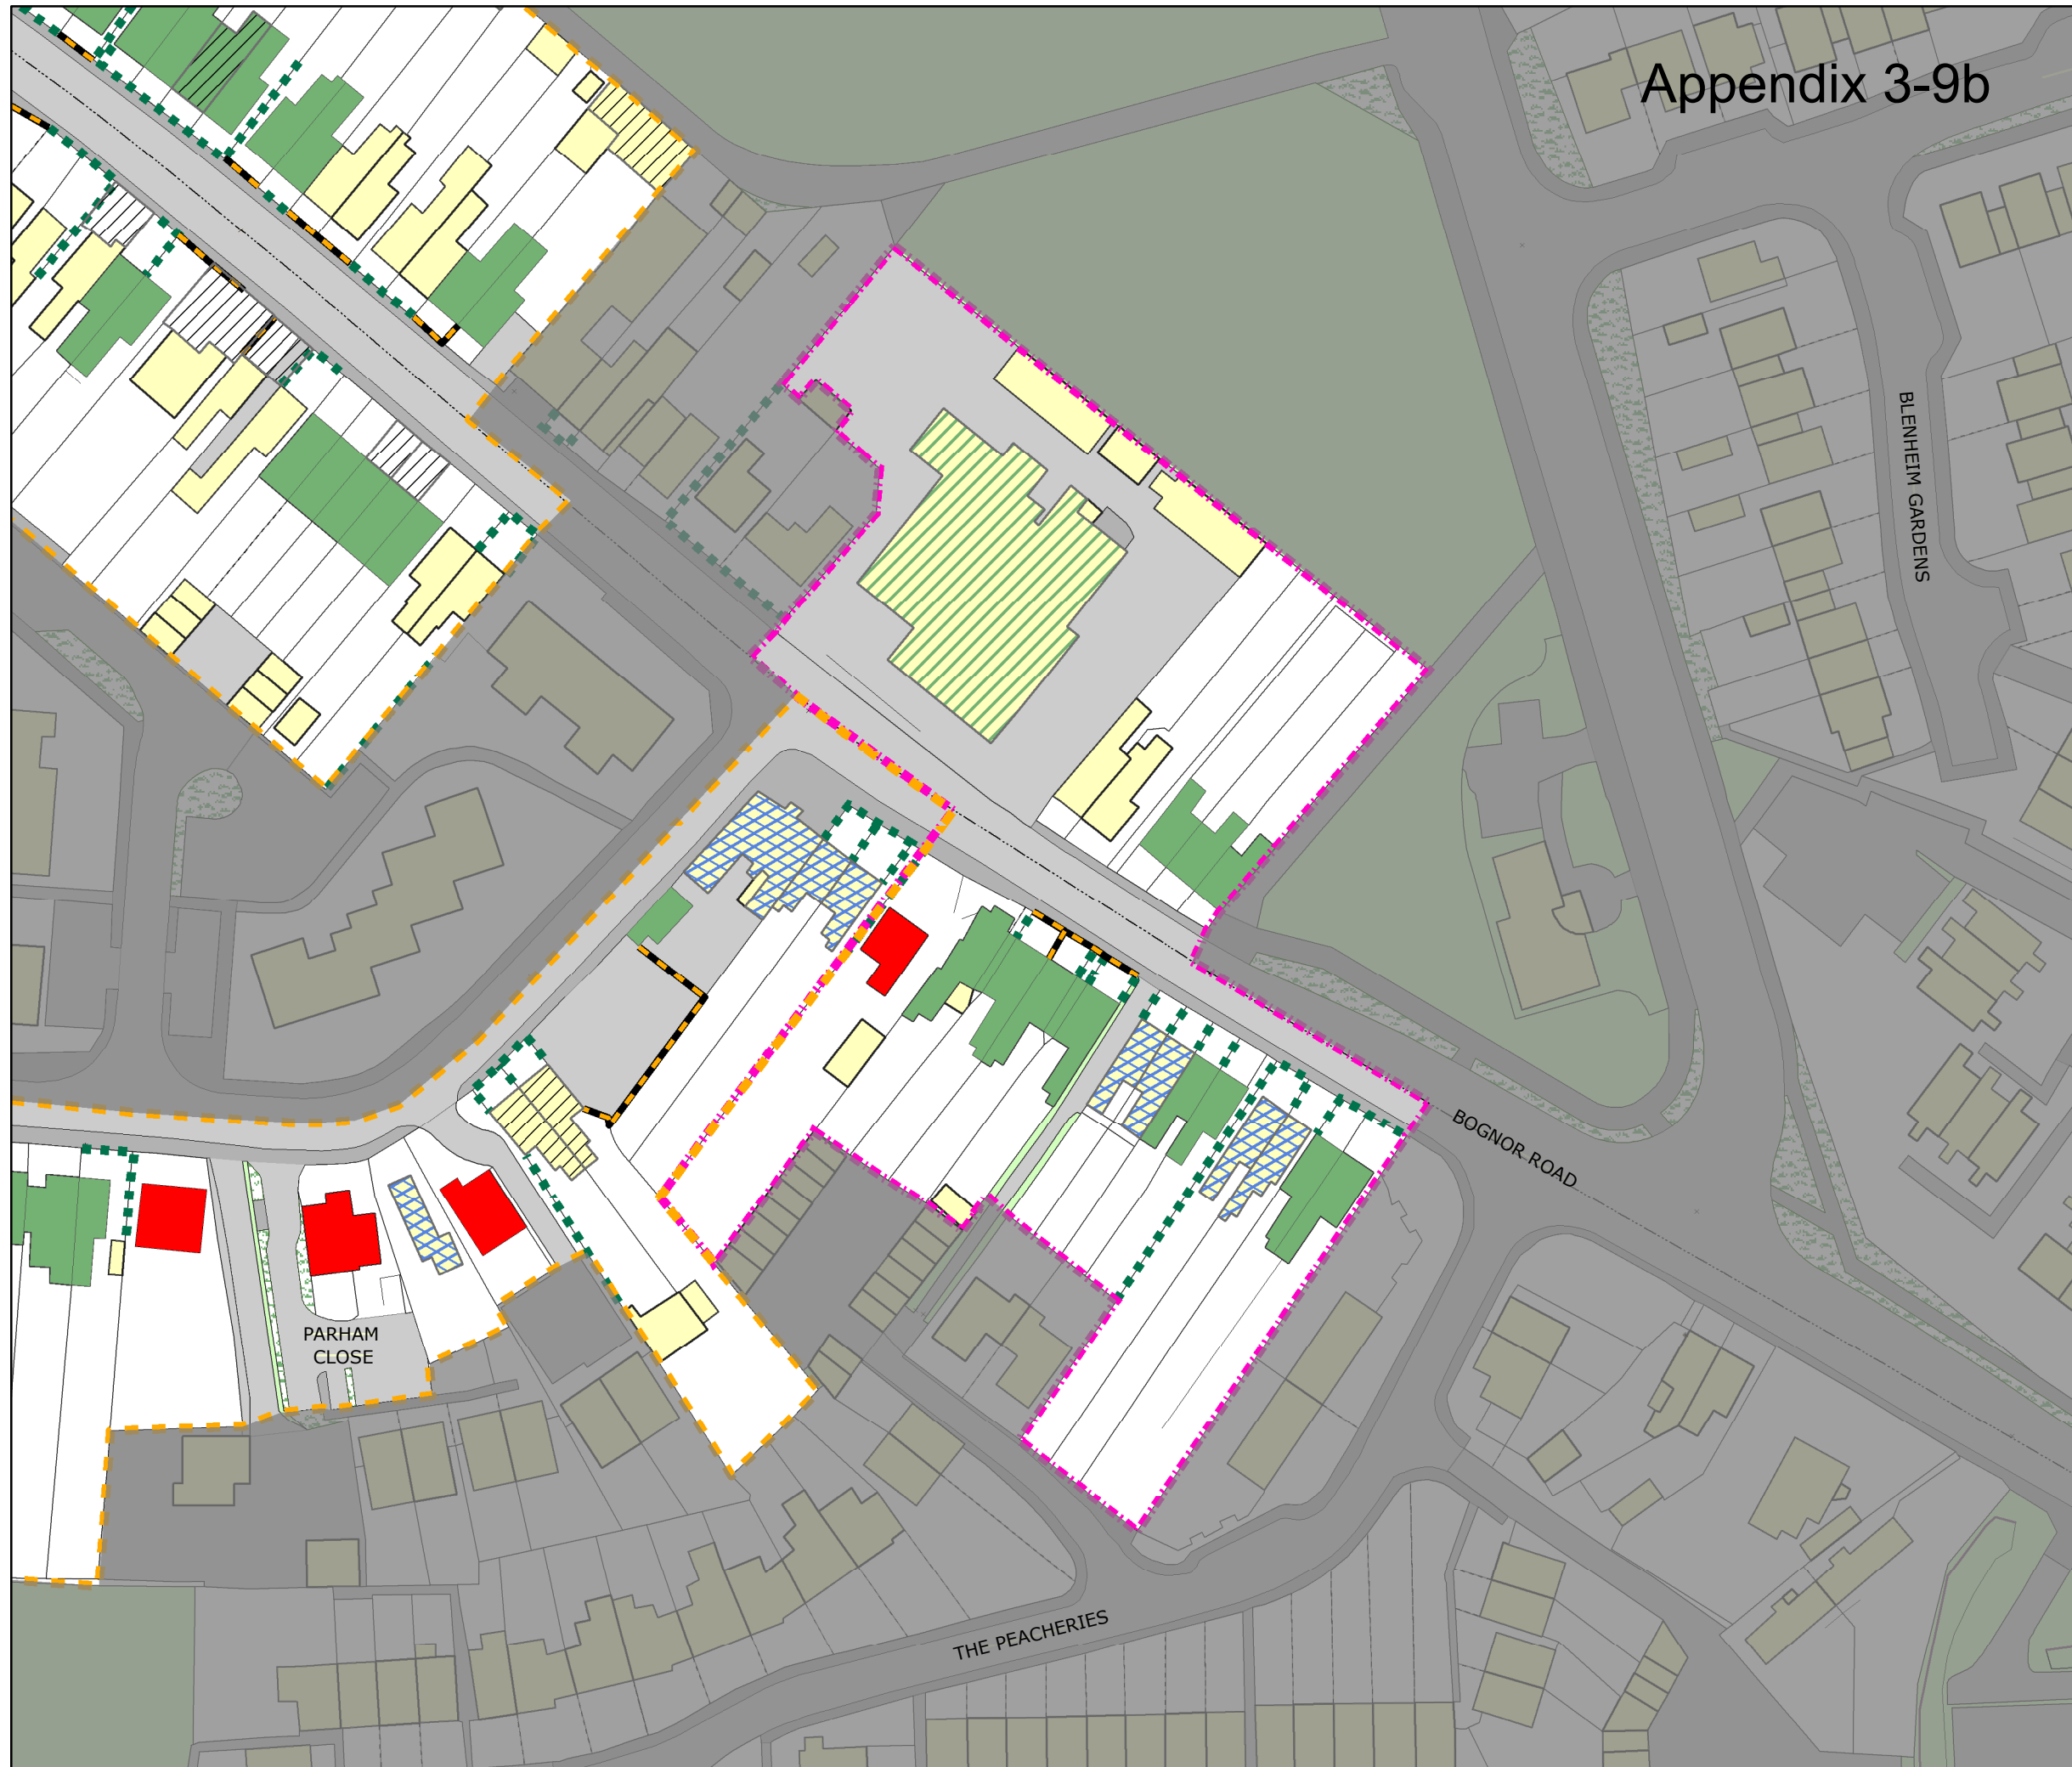 Appendix 3-9b
BLENHEIM GARDENS
BOGNOR ROAD
PARHAM
CLOSE
THE PEACHERIES